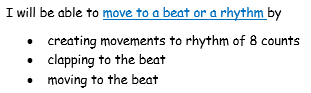 I will be able to move to a beat or a rhythm by
• creating movements to rhythm of 8 counts
• clapping to the beat
• moving to the beat